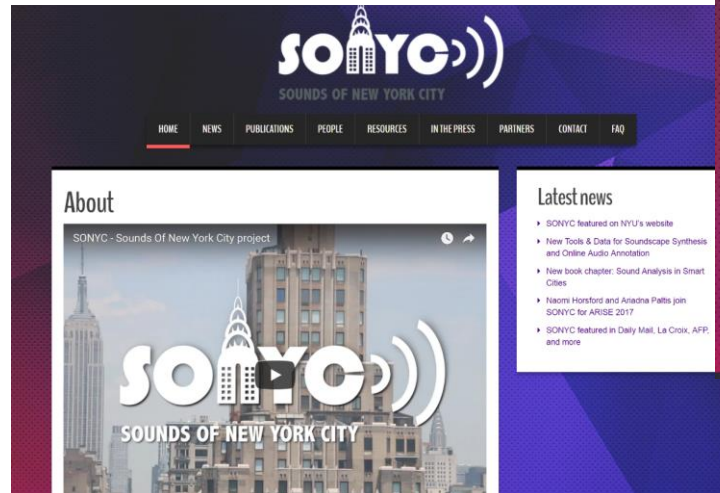 SONYC
SOUNDS OF NEW YORK CITY
HOME NEWS PUBLICATIONS PEOPLE RESOURCES IN THE PRESS PARTNERS CONTACT FAQ
About
SONYC - Sounds Of New York City project
SONYC
SOUNDS OF NEW YORK CITY
Latest news
SONYC featured on NYU's website
New Tools & Data for Soundscape Synthesis
and Online Audio Annotation
New book chapter: Sound Analysis in Smart
Cities
Naomi Horsford and Ariadna Paltis join
SONYC for ARISE 2017
SONYC featured in Daily Mail, La Croix, AFP,
and more